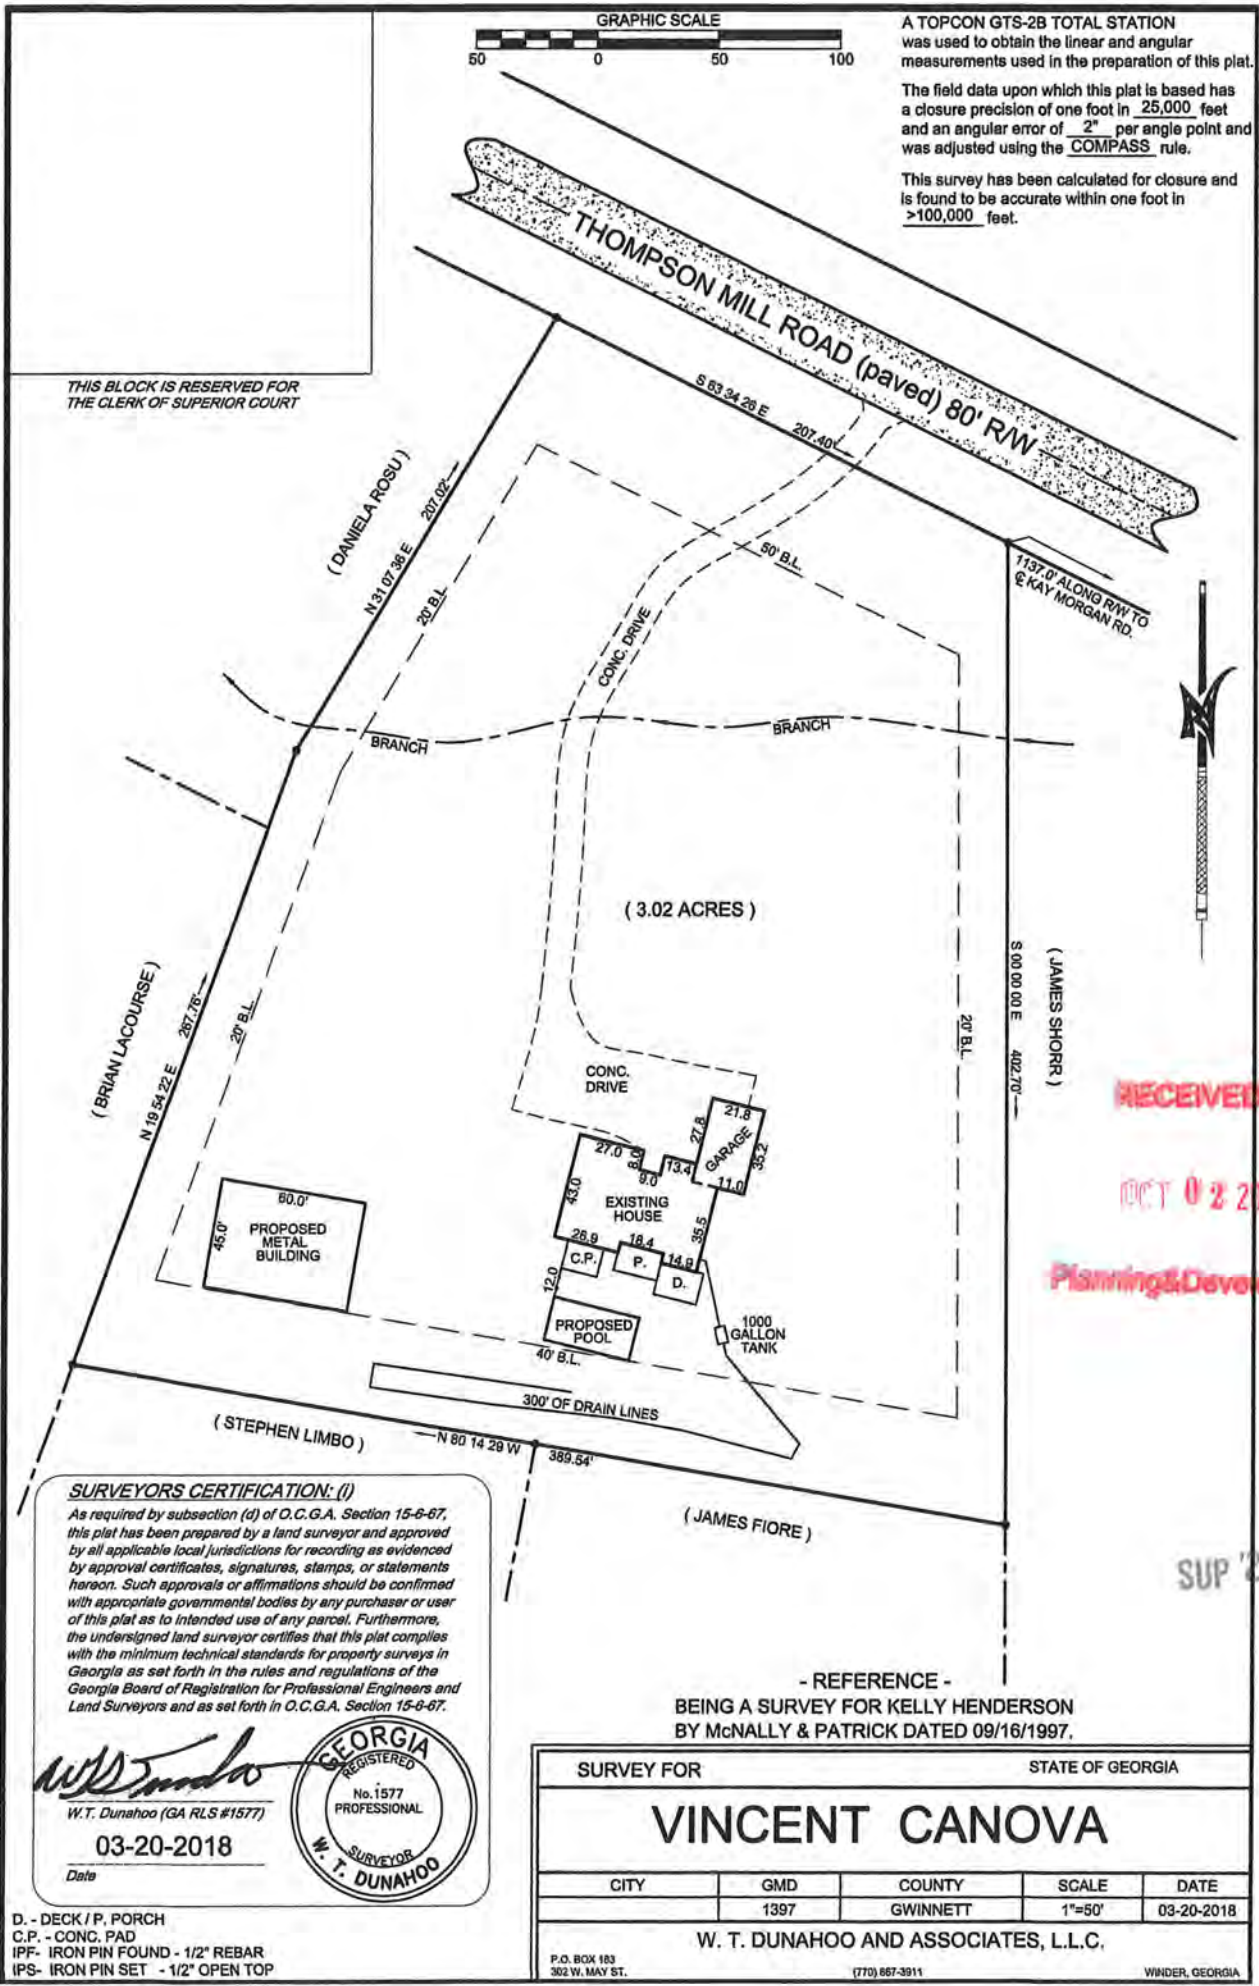 GRAPHIC SCALE
50 0 50 100
A TOPCON GTS-2B TOTAL STATION
was used to obtain the linear and angular
measurements used in the preparation of this plat.
The field data upon which this plat is based has
a closure precision of one foot in 25,000 feet
and an angular error of 2" per angle point and
was adjusted using the COMPASS rule.
This survey has been calculated for closure and
is found to be accurate within one foot in
>100,000 feet.
THIS BLOCK IS RESERVED FOR
THE CLERK OF SUPERIOR COURT
THOMPSON MILL ROAD (paved) 80' R/W
S 63 34 26 E 207.40'
( DANIELA ROSU )
N 31 07 36 E 207.02'
20' B.L.
50' B.L.
1137.0' ALONG R/W TO
℄ KAY MORGAN RD.
CONC. DRIVE
BRANCH
BRANCH
N
( 3.02 ACRES )
( BRIAN LACOURSE )
N 19 54 22 E 267.76'
20' B.L.
20' B.L.
S 00 00 00 E 402.70'
( JAMES SHORR )
CONC.
DRIVE
RECEIVED
OCT 02 2
Planning&Deve
21.8
27.8
GARAGE
35.2
27.0
8.0
9.0
13.4
11.0
43.0
EXISTING
HOUSE
35.5
26.9
18.4
14.9
C.P.
P.
D.
12.0
60.0'
45.0'
PROPOSED
METAL
BUILDING
PROPOSED
POOL
1000
GALLON
TANK
40' B.L.
300' OF DRAIN LINES
( STEPHEN LIMBO )
N 80 14 29 W 389.54'
( JAMES FIORE )
SUP '
SURVEYORS CERTIFICATION: (i)
As required by subsection (d) of O.C.G.A. Section 15-6-67,
this plat has been prepared by a land surveyor and approved
by all applicable local jurisdictions for recording as evidenced
by approval certificates, signatures, stamps, or statements
hereon. Such approvals or affirmations should be confirmed
with appropriate governmental bodies by any purchaser or user
of this plat as to intended use of any parcel. Furthermore,
the undersigned land surveyor certifies that this plat complies
with the minimum technical standards for property surveys in
Georgia as set forth in the rules and regulations of the
Georgia Board of Registration for Professional Engineers and
Land Surveyors and as set forth in O.C.G.A. Section 15-6-67.
W.T. Dunahoo (GA RLS #1577)
03-20-2018
Date
GEORGIA
REGISTERED
No.1577
PROFESSIONAL
SURVEYOR
W. T. DUNAHOO
D. - DECK / P. PORCH
C.P. - CONC. PAD
IPF- IRON PIN FOUND - 1/2" REBAR
IPS- IRON PIN SET - 1/2" OPEN TOP
- REFERENCE -
BEING A SURVEY FOR KELLY HENDERSON
BY McNALLY & PATRICK DATED 09/16/1997.
SURVEY FOR STATE OF GEORGIA
VINCENT CANOVA
CITY GMD COUNTY SCALE DATE
1397 GWINNETT 1"=50' 03-20-2018
W. T. DUNAHOO AND ASSOCIATES, L.L.C.
P.O. BOX 183
302 W. MAY ST. (770) 867-3911 WINDER, GEORGIA